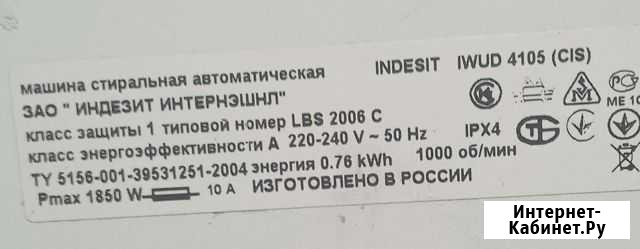 INDESIT IWUD 4105 (CIS)
машина стиральная автоматическая
ЗАО " ИНДЕЗИТ ИНТЕРНЭШНЛ"
класс защиты 1 типовой номер LBS 2006 C
класс энергоэффективности A 220-240 V ~ 50 Hz IPX4
ТУ 5156-001-39531251-2004 энергия 0.76 kWh 1000 об/мин
Pmax 1850 W 10 A ИЗГОТОВЛЕНО В РОССИИ
ME 10
Интернет-
Кабинет.Ру